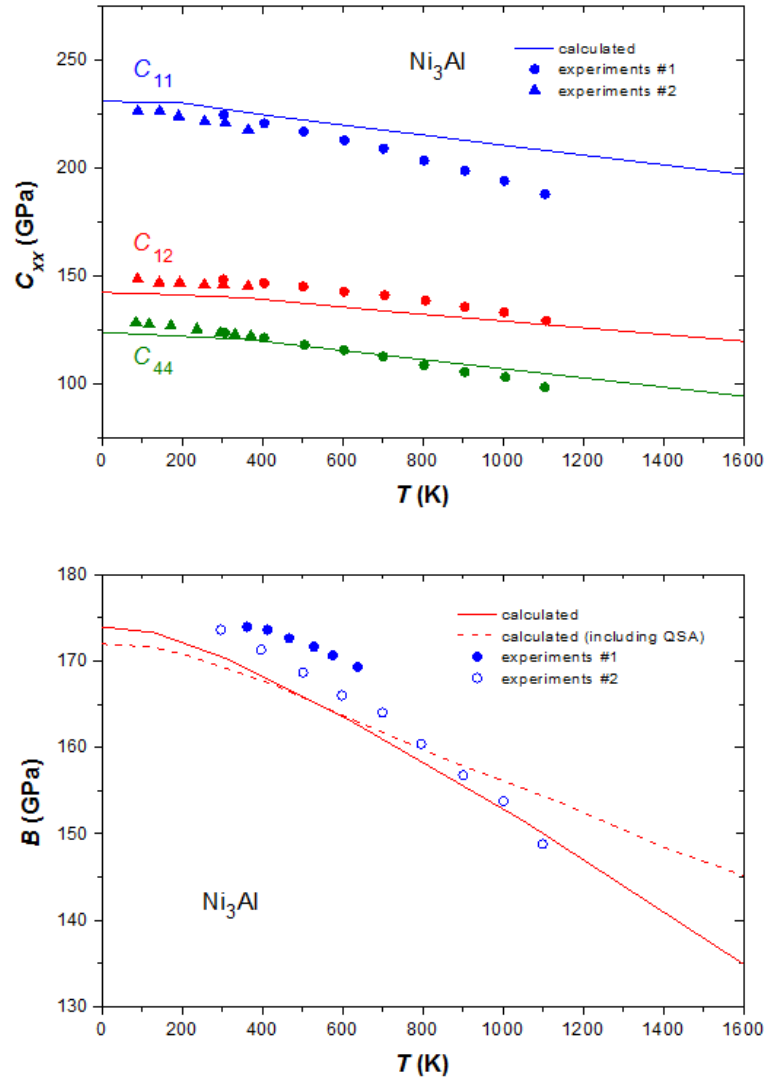 Ni3Al
calculated
experiments #1
experiments #2
C11
C12
C44
250
200
150
100
Cxx (GPa)
0 200 400 600 800 1000 1200 1400 1600
T (K)
180
170
160
150
140
130
B (GPa)
calculated
calculated (including QSA)
experiments #1
experiments #2
Ni3Al
0 200 400 600 800 1000 1200 1400 1600
T (K)